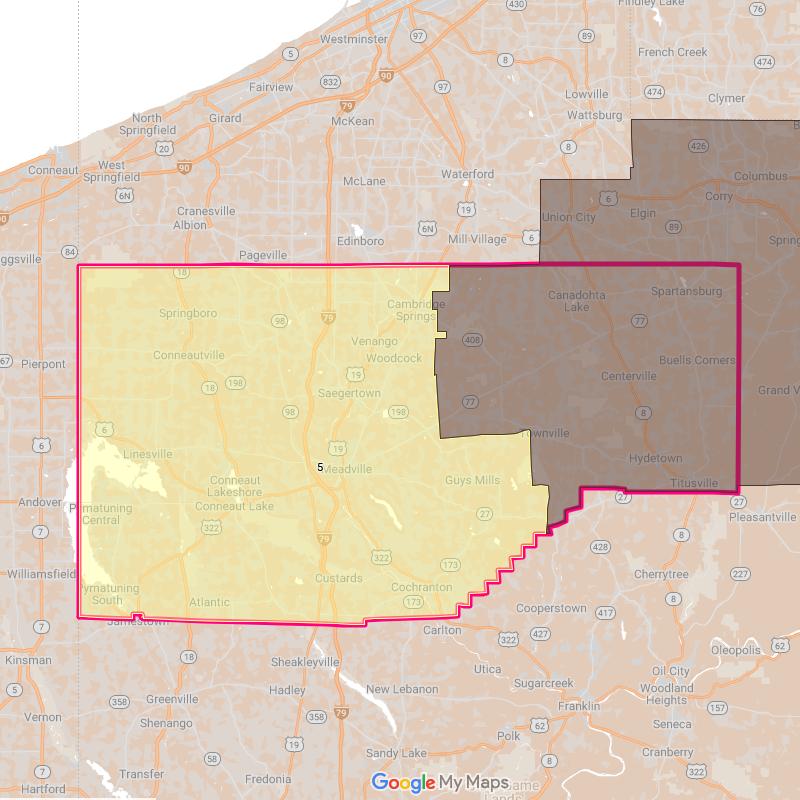 Findley Lake
430
76
Westminster
97
89
French Creek
5
8
474
90
Fairview
832
97
474
Lowville
Clymer
79
Wattsburg
North
Springfield
Girard
McKean
20
8
426
Conneaut
West
Springfield
90
McLane
Waterford
Columbus
6N
6
Corry
90
Cranesville
19
Union City
Elgin
Albion
6N
89
Edinboro
6
Mill Village
84
Pageville
18
Cambridge
Springs
Canadohta
Lake
Spartansburg
Springboro
98
79
77
Venango
408
Conneautville
Woodcock
67
Pierpont
19
Buells Corners
18
198
Saegertown
Centerville
Grand V
98
198
77
8
6
6
19
Townville
Linesville
5
Meadville
Hydetown
Conneaut
Lakeshore
Guys Mills
Titusville
Andover
Pymatuning
Central
Conneaut Lake
27
27
27
322
Pleasantville
7
79
8
322
428
Williamsfield
Custards
173
Cherrytree
227
Pymatuning
South
Atlantic
Cochranton
173
8
Cooperstown
417
Jamestown
7
Carlton
322
427
62
18
Oleopolis
Kinsman
Sheakleyville
Utica
Oil City
5
358
Greenville
Hadley
New Labanon
Sugarcreek
Woodland
Heights
Vernon
358
79
Franklin
157
Shenango
62
Seneca
19
Polk
7
58
Sandy Lake
Cranberry
Transfer
322
Fredonia
Hartford
Google My Maps